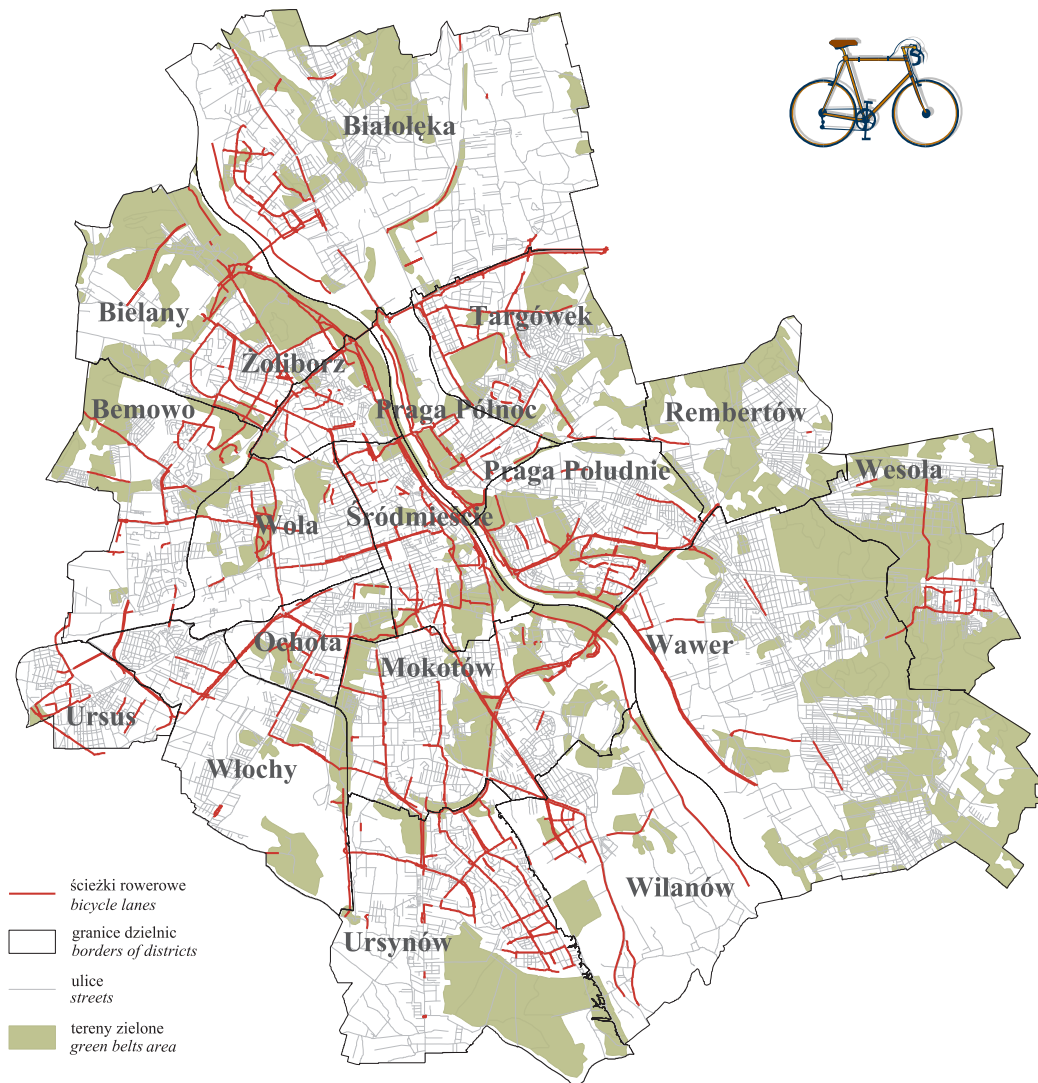 Białołęka
Bielany
Targówek
Żoliborz
Bemowo
Praga Północ
Rembertów
Praga Południe
Wesoła
Śródmieście
Wola
Ochota
Wawer
Mokotów
Ursus
Włochy
Wilanów
Ursynów
ścieżki rowerowe
bicycle lanes
granice dzielnic
borders of districts
ulice
streets
tereny zielone
green belts area